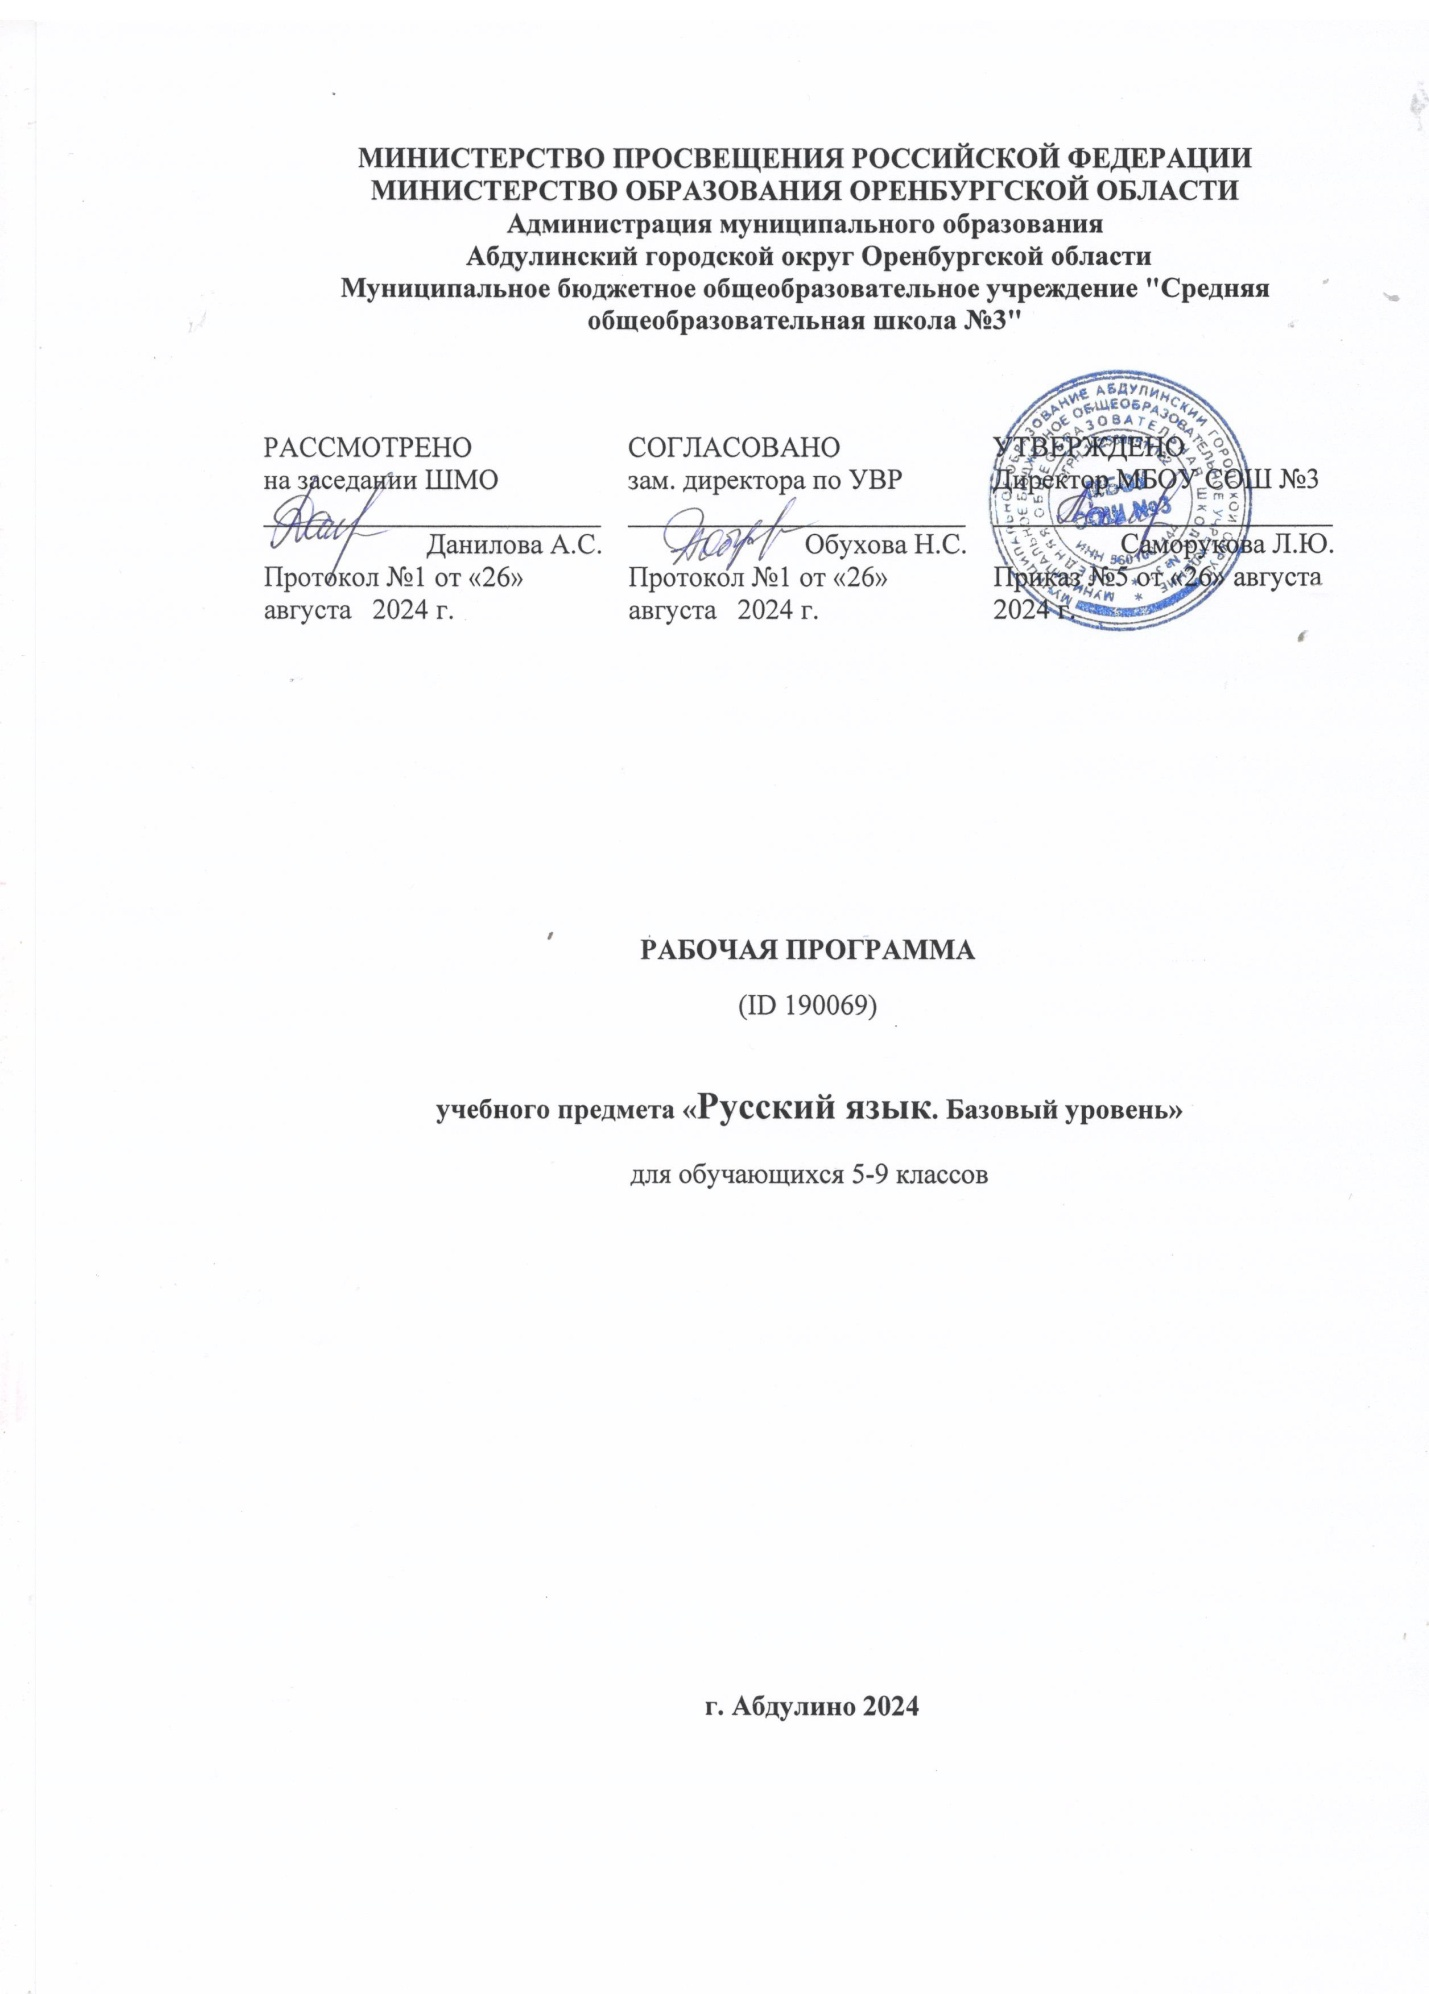 МИНИСТЕРСТВО ПРОСВЕЩЕНИЯ РОССИЙСКОЙ ФЕДЕРАЦИИ
МИНИСТЕРСТВО ОБРАЗОВАНИЯ ОРЕНБУРГСКОЙ ОБЛАСТИ
Администрация муниципального образования
Абдулинский городской округ Оренбургской области
Муниципальное бюджетное общеобразовательное учреждение "Средняя
общеобразовательная школа №3"
РАССМОТРЕНО
на заседании ШМО
Данилова А.С.
Протокол №1 от «26»
августа 2024 г.
СОГЛАСОВАНО
зам. директора по УВР
Обухова Н.С.
Протокол №1 от «26»
августа 2024 г.
УТВЕРЖДЕНО
Директор МБОУ СОШ №3
Саморукова Л.Ю.
Приказ №5 от «26» августа
2024 г.
РАБОЧАЯ ПРОГРАММА
(ID 190069)
учебного предмета «Русский язык. Базовый уровень»
для обучающихся 5-9 классов
г. Абдулино 2024